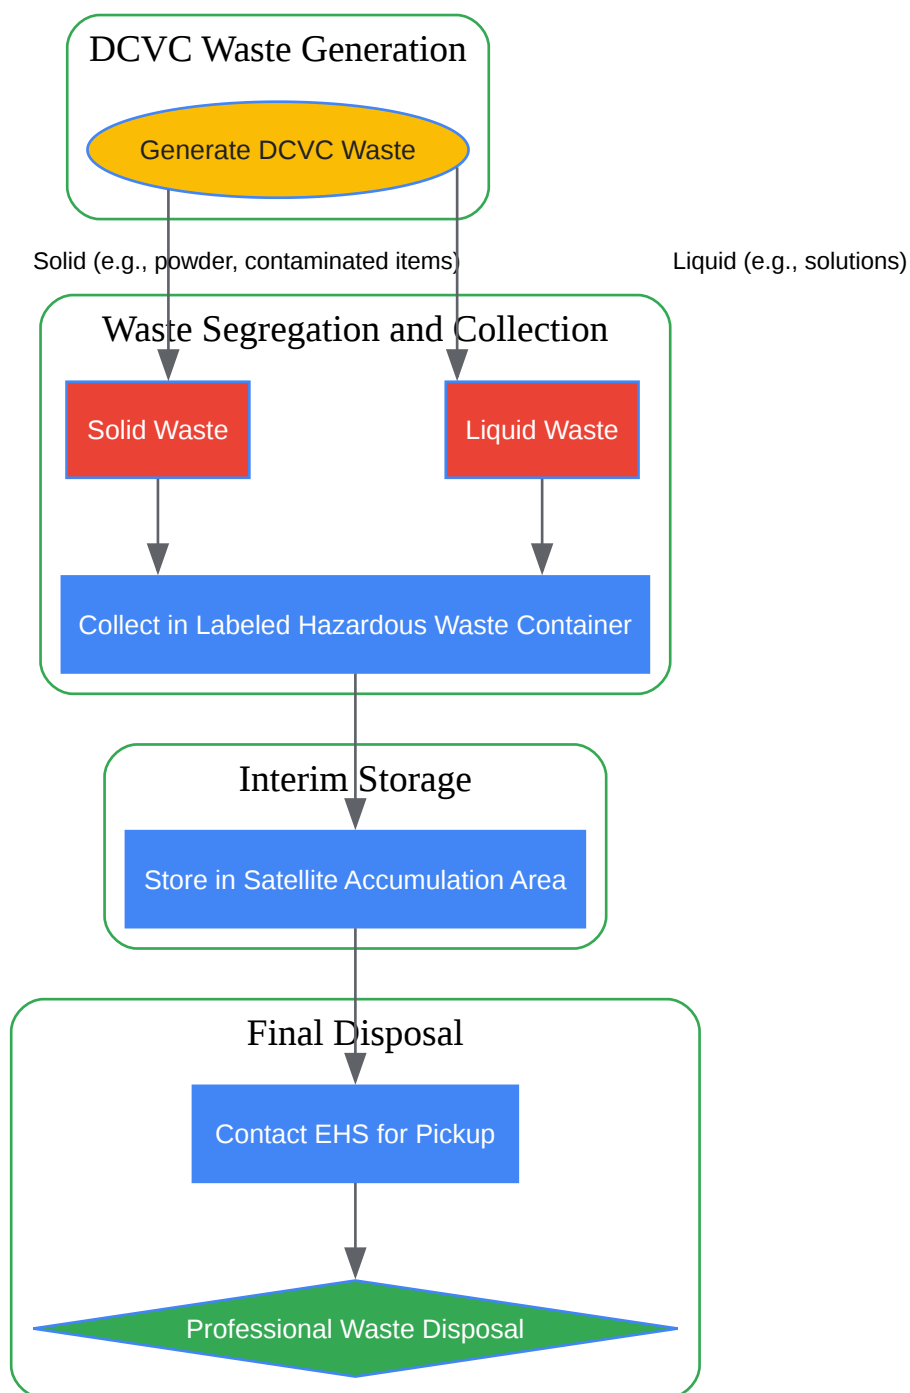 DCVC Waste Generation
Generate DCVC Waste
Solid (e.g., powder, contaminated items)
Liquid (e.g., solutions)
Waste Segregation and Collection
Solid Waste
Liquid Waste
Collect in Labeled Hazardous Waste Container
Interim Storage
Store in Satellite Accumulation Area
Final Disposal
Contact EHS for Pickup
Professional Waste Disposal